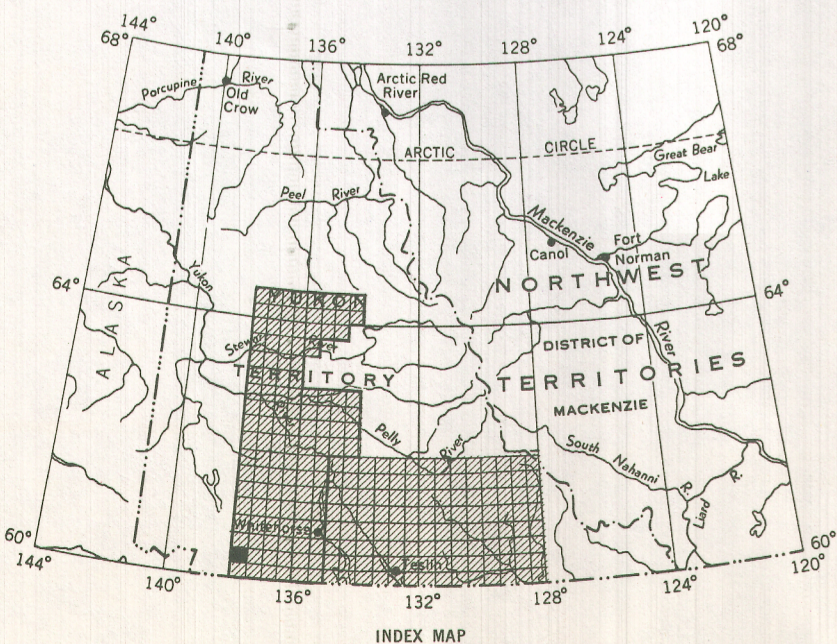 144°
68°
140°
136°
132°
128°
124°
120°
68°
Porcupine River
Old
Crow
Arctic Red
River
ARCTIC CIRCLE
Great Bear
Lake
Peel River
Mackenzie
Canol
Fort
Norman
Yukon
ALASKA
64°
NORTHWEST
64°
YUKON
DISTRICT OF
River
Stewart River
TERRITORY
TERRITORIES
MACKENZIE
Pelly River
South Nahanni R.
Liard R.
Whitehorse
Teslin
60°
144°
140°
136°
132°
128°
124°
60°
120°
INDEX MAP